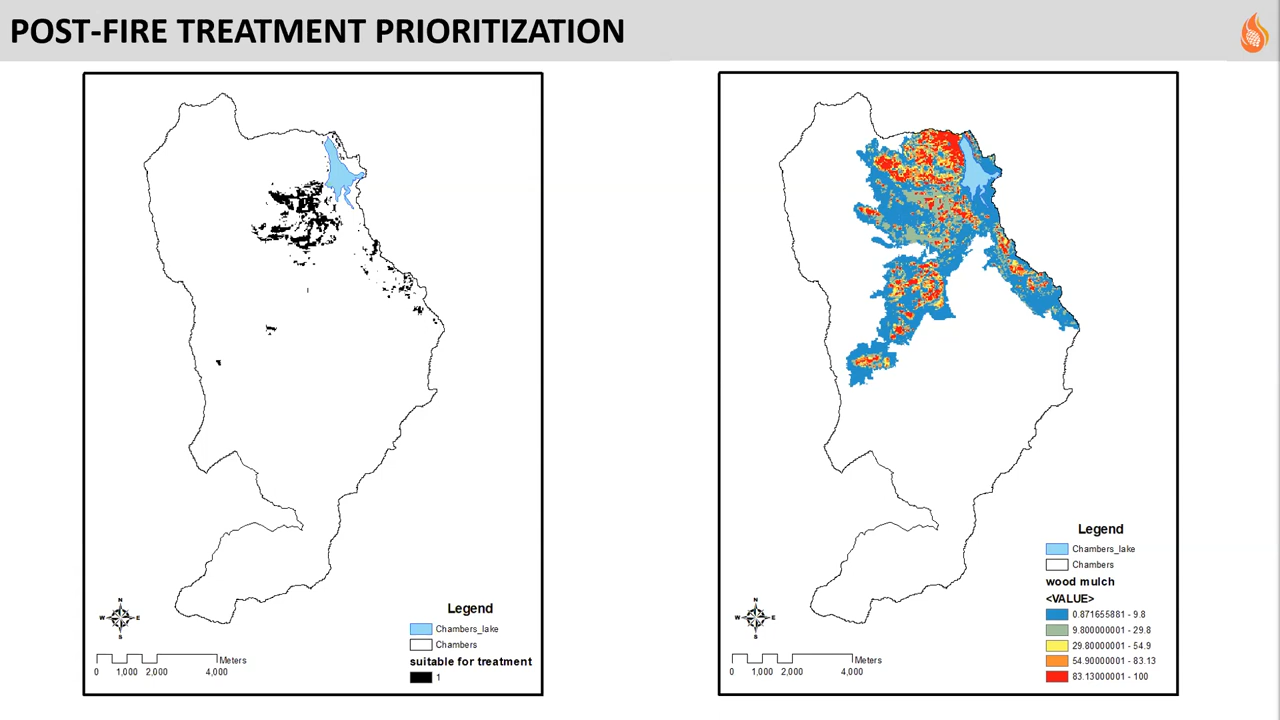 POST-FIRE TREATMENT PRIORITIZATION
N
W E
S
Meters
0 1,000 2,000 4,000
Legend
Chambers_lake
Chambers
suitable for treatment
1
N
W E
S
Meters
0 1,000 2,000 4,000
Legend
Chambers_lake
Chambers
wood mulch
<VALUE>
0.871655881 - 9.8
9.800000001 - 29.8
29.80000001 - 54.9
54.90000001 - 83.13
83.13000001 - 100